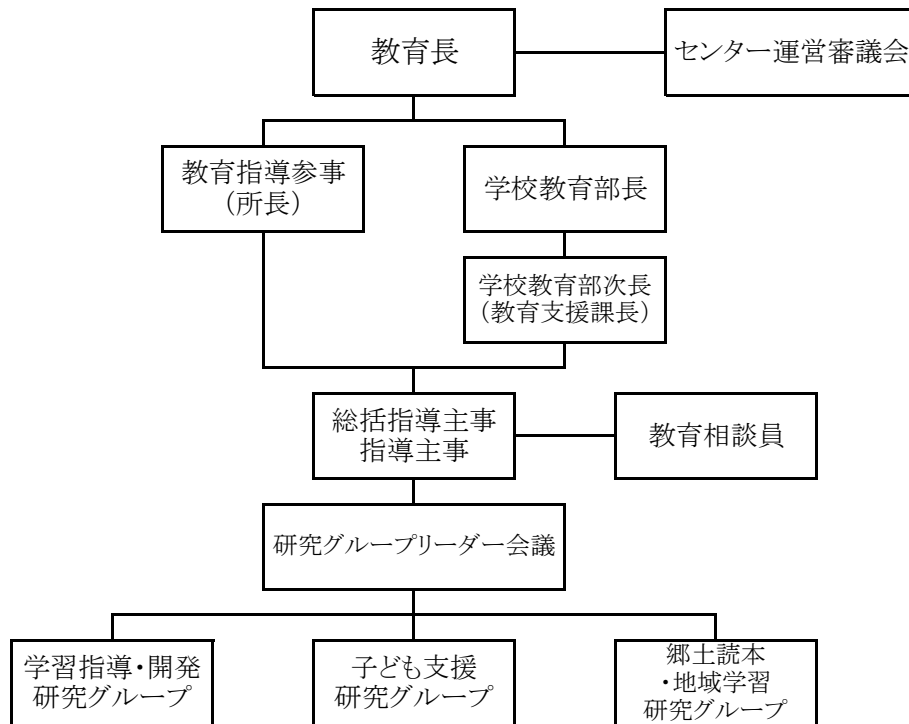 教育長
センター運営審議会
教育指導参事
(所長)
学校教育部長
学校教育部次長
(教育支援課長)
総括指導主事
指導主事
教育相談員
研究グループリーダー会議
学習指導・開発
研究グループ
子ども支援
研究グループ
郷土読本
・地域学習
研究グループ